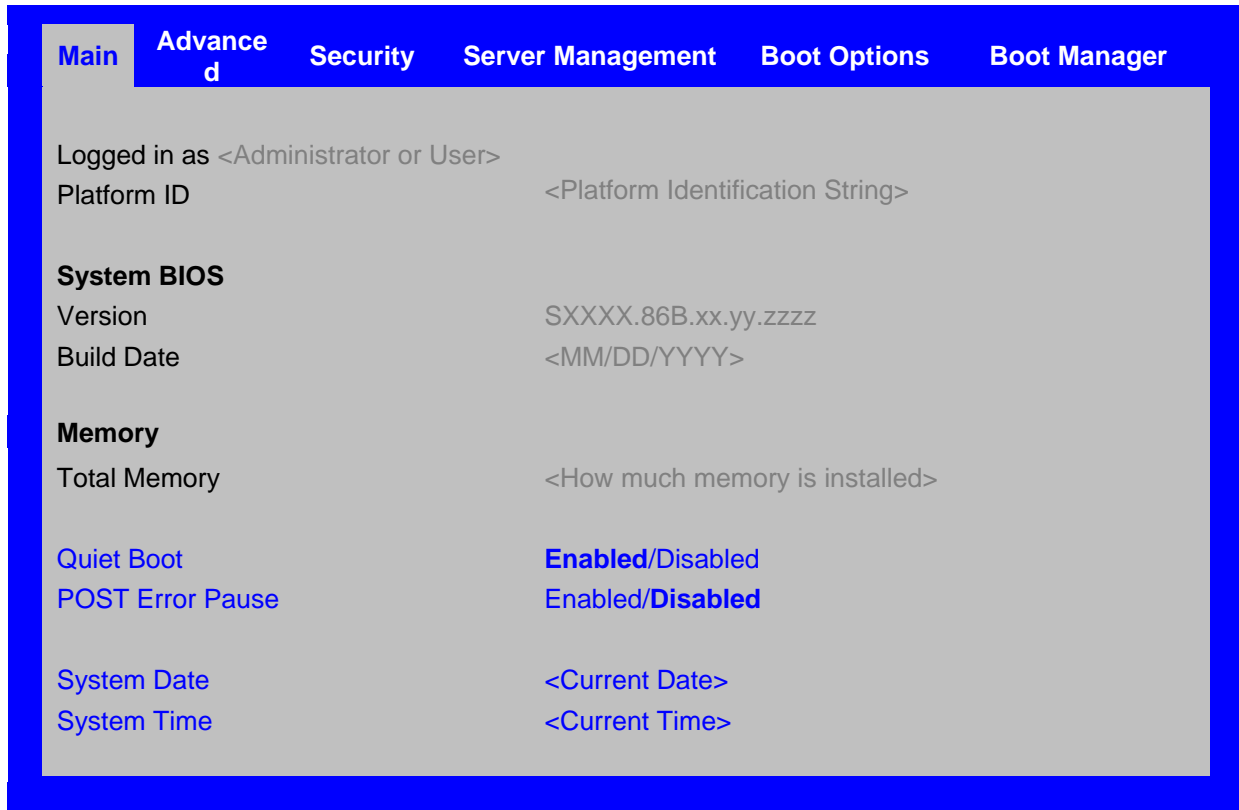 Main Advance
d Security Server Management Boot Options Boot Manager
Logged in as <Administrator or User>
Platform ID <Platform Identification String>
System BIOS
Version SXXXX.86B.xx.yy.zzzz
Build Date <MM/DD/YYYY>
Memory
Total Memory <How much memory is installed>
Quiet Boot Enabled/Disabled
POST Error Pause Enabled/Disabled
System Date <Current Date>
System Time <Current Time>